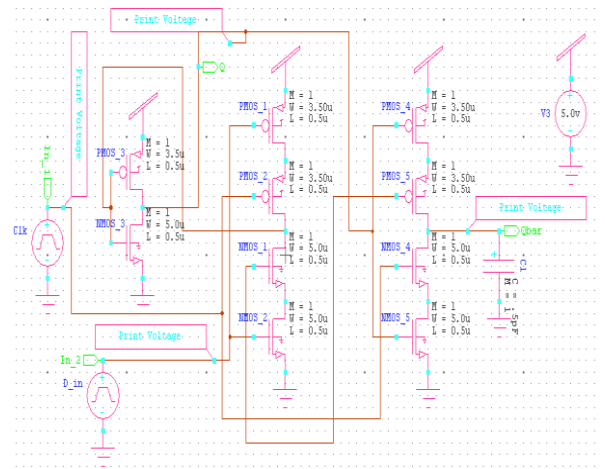 Print Voltage
Print Voltage
Q
In_1
Clk
PMOS_3
M = 1
W = 3.5u
L = 0.5u
NMOS_3
M = 1
W = 5.0u
L = 0.5u
PMOS_1
M = 1
W = 3.50u
L = 0.5u
PMOS_2
M = 1
W = 3.50u
L = 0.5u
NMOS_1
M = 1
W = 5.0u
L = 0.5u
NMOS_2
M = 1
W = 5.0u
L = 0.5u
PMOS_4
M = 1
W = 3.50u
L = 0.5u
PMOS_5
M = 1
W = 3.50u
L = 0.5u
NMOS_4
M = 1
W = 5.0u
L = 0.5u
NMOS_5
M = 1
W = 5.0u
L = 0.5u
V3
5.0v
Print Voltage
Qbar
C1
C = .5pF
M = 1
Print Voltage
In_2
D_in